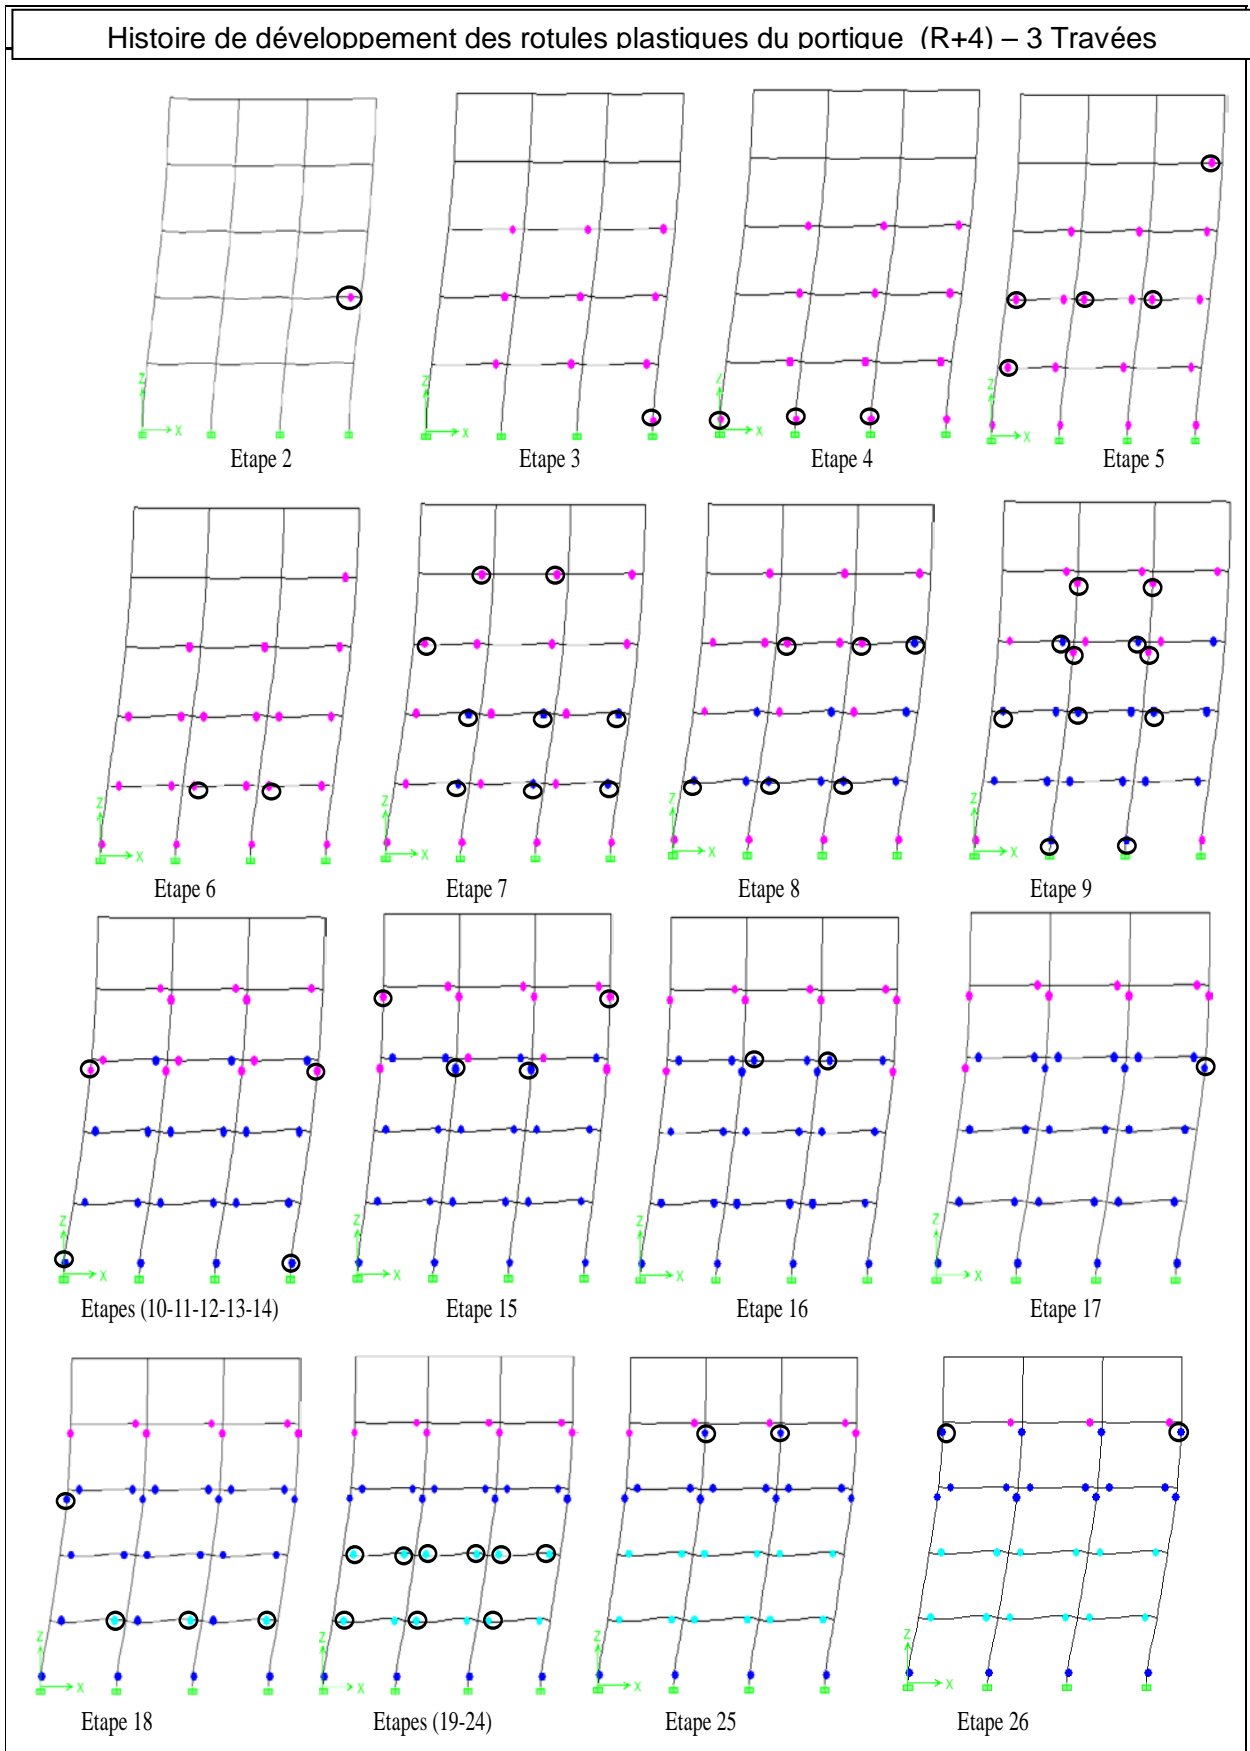 Histoire de développement des rotules plastiques du portique (R+4) – 3 Travées
Z
X
Z
X
Z
X
Z
X
Etape 2
Etape 3
Etape 4
Etape 5
Z
X
Z
X
Z
X
Z
X
Etape 6
Etape 7
Etape 8
Etape 9
Z
X
Z
X
Z
X
Z
X
Etapes (10-11-12-13-14)
Etape 15
Etape 16
Etape 17
Z
X
Z
X
Z
X
Z
X
Etape 18
Etapes (19-24)
Etape 25
Etape 26